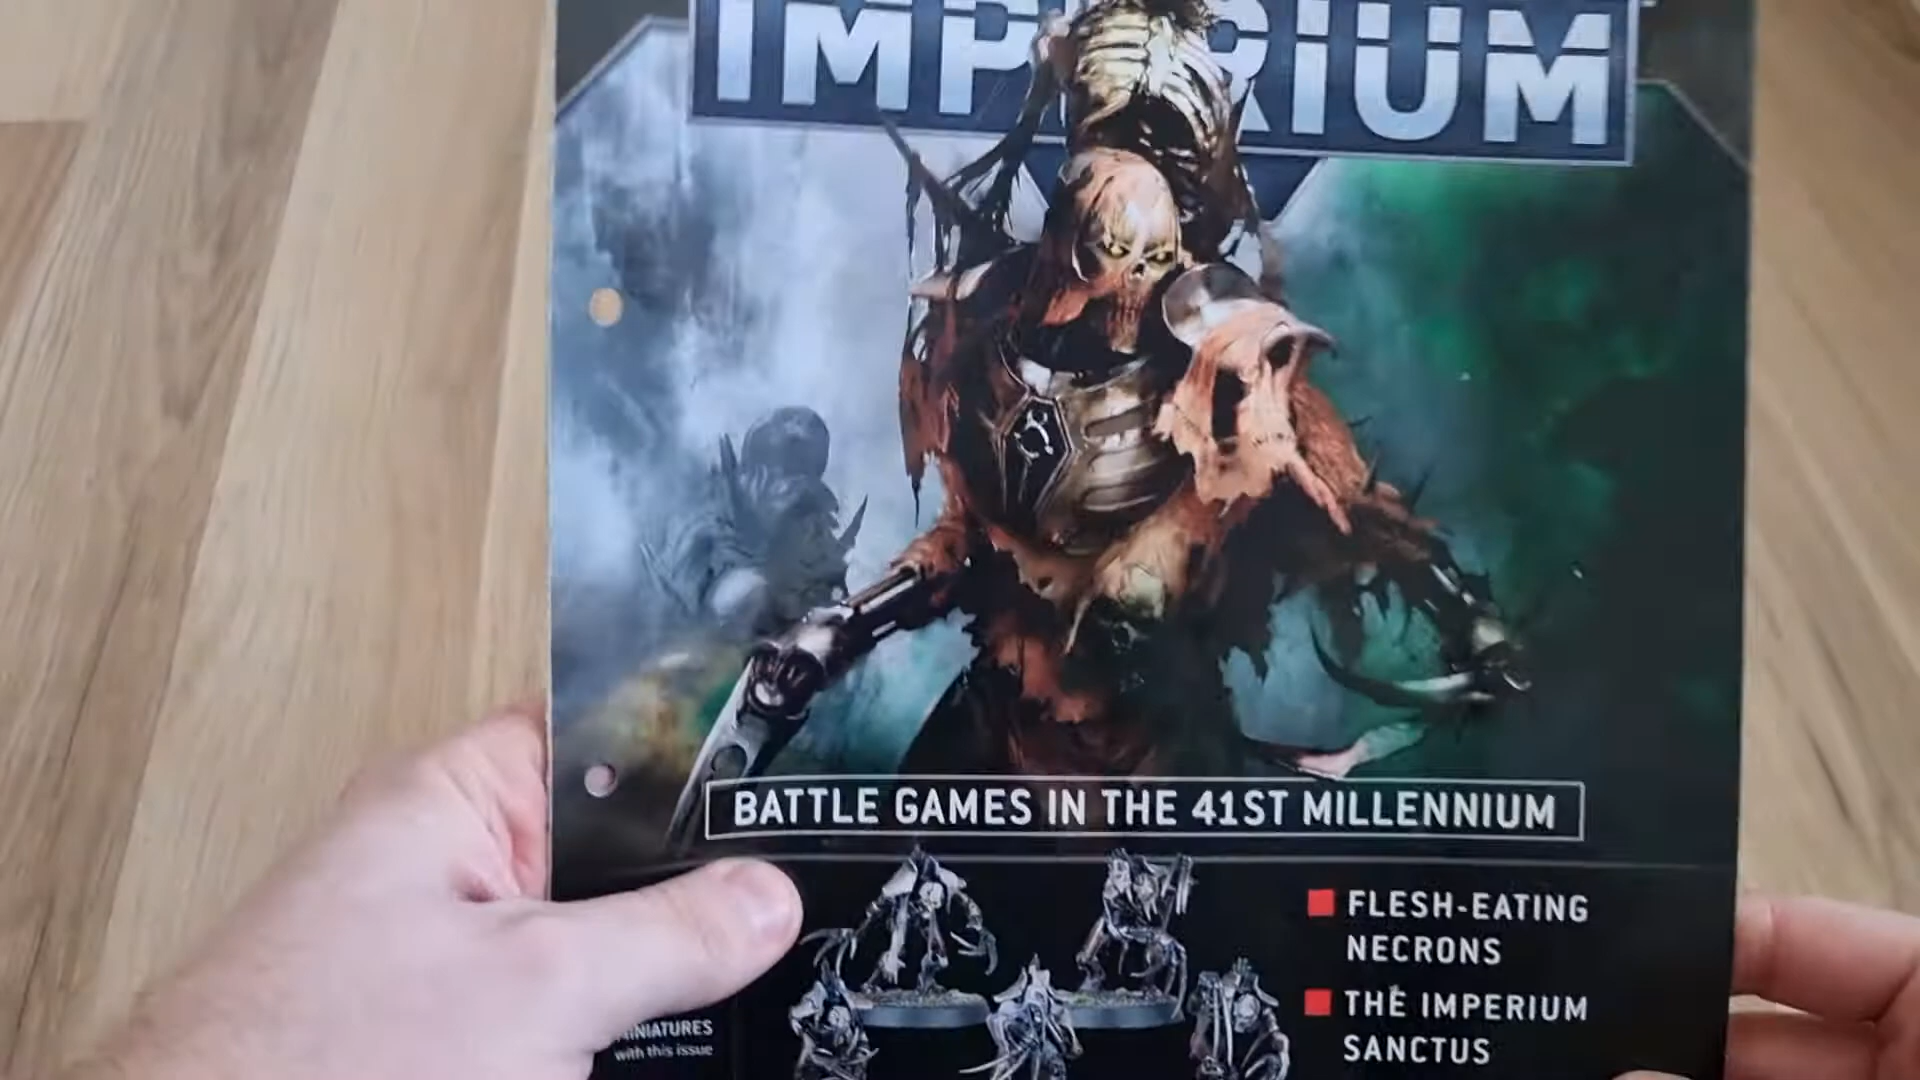 IMPERIUM
BATTLE GAMES IN THE 41ST MILLENNIUM
FLESH-EATING
NECRONS
THE IMPERIUM
SANCTUS
MINIATURES
with this issue